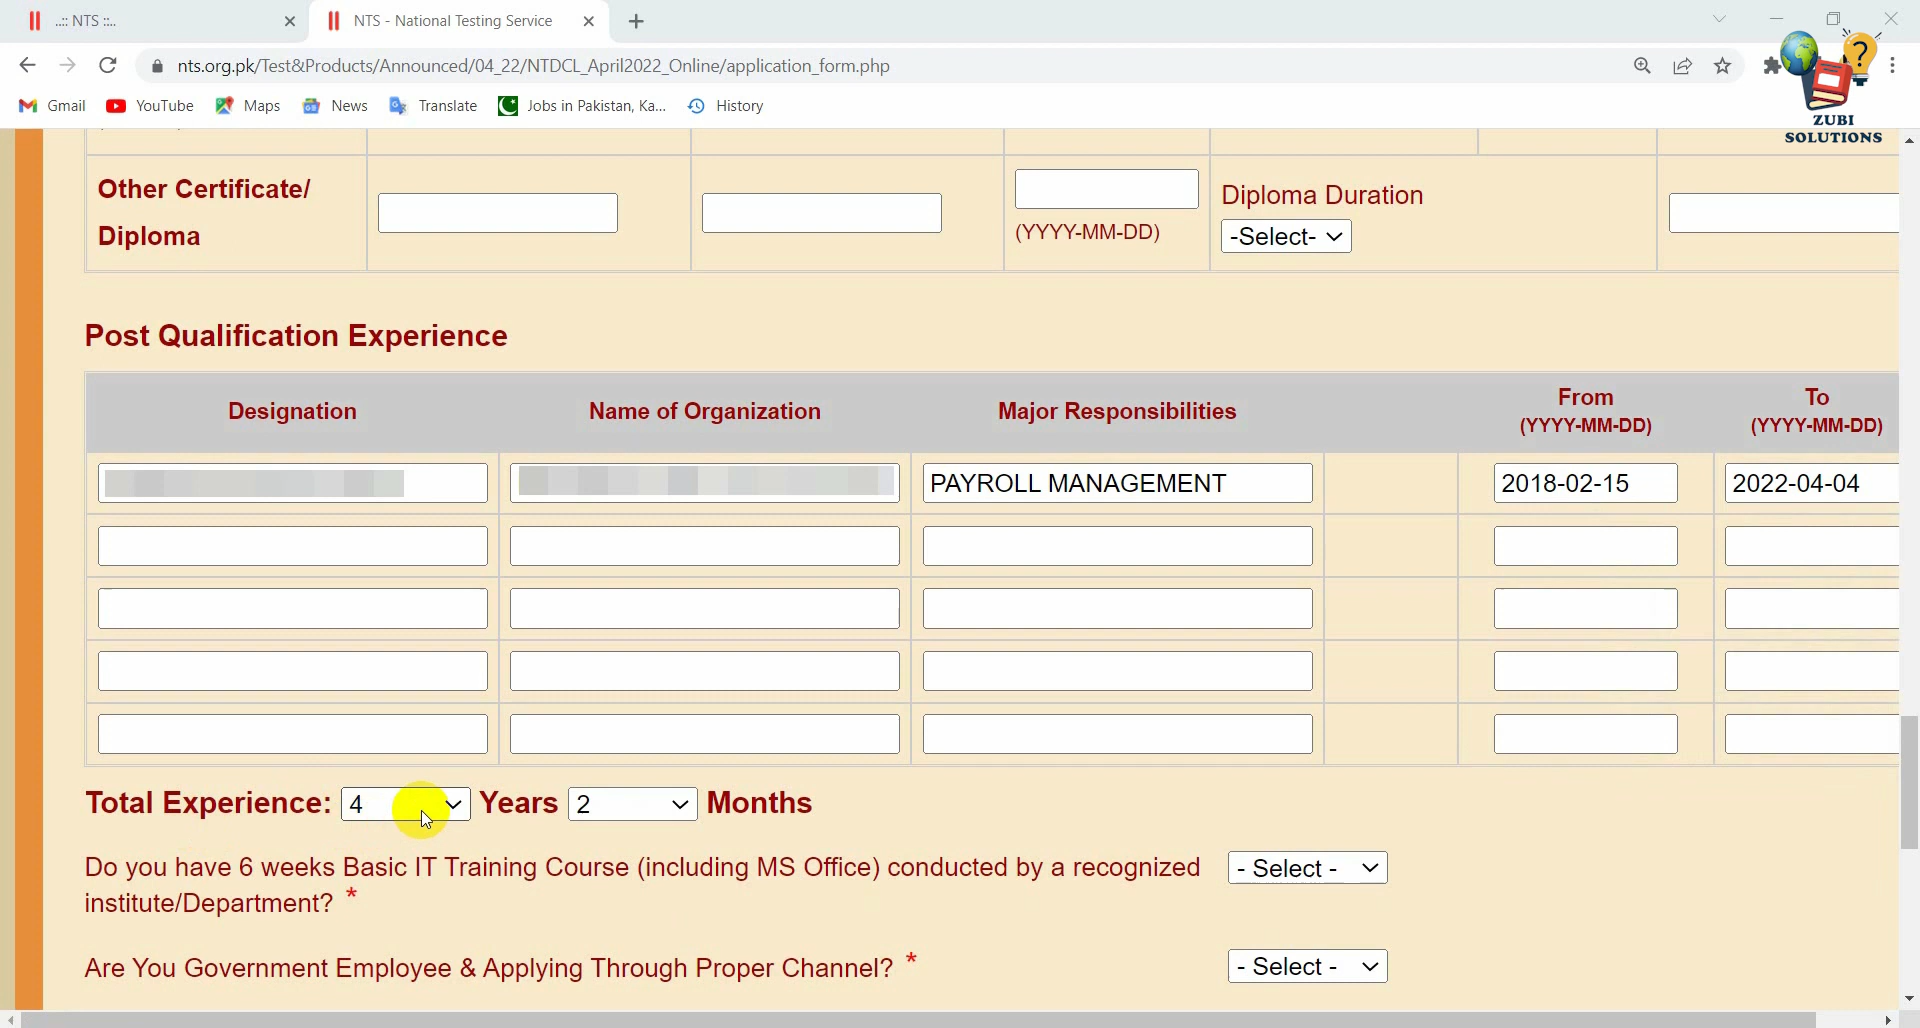 ..:: NTS ::..
NTS - National Testing Service
nts.org.pk/Test&Products/Announced/04_22/NTDCL_April2022_Online/application_form.php
Gmail
YouTube
Maps
News
Translate
Jobs in Pakistan, Ka...
History
ZUBI
SOLUTIONS
Other Certificate/
Diploma
(YYYY-MM-DD)
Diploma Duration
-Select-
Post Qualification Experience
Designation
Name of Organization
Major Responsibilities
From
(YYYY-MM-DD)
To
(YYYY-MM-DD)
PAYROLL MANAGEMENT
2018-02-15
2022-04-04
Total Experience: 4 Years 2 Months
Do you have 6 weeks Basic IT Training Course (including MS Office) conducted by a recognized
institute/Department? *
- Select -
Are You Government Employee & Applying Through Proper Channel? *
- Select -